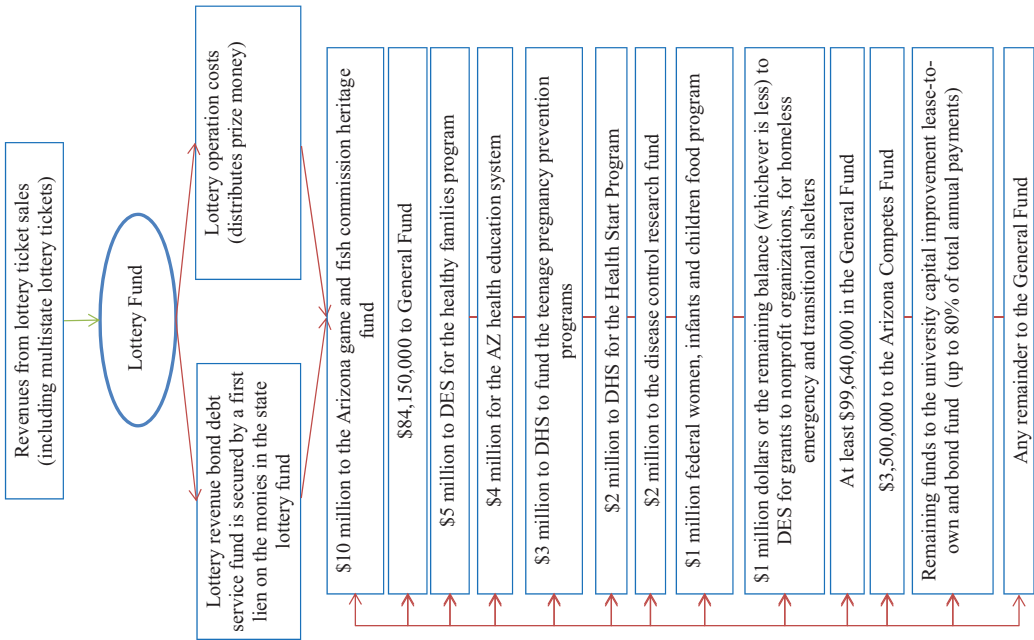 Revenues from lottery ticket sales
(including multistate lottery tickets)
Lottery Fund
Lottery revenue bond debt
service fund is secured by a first
lien on the monies in the state
lottery fund
Lottery operation costs
(distributes prize money)
$10 million to the Arizona game and fish commission heritage
fund
$84,150,000 to General Fund
$5 million to DES for the healthy families program
$4 million for the AZ health education system
$3 million to DHS to fund the teenage pregnancy prevention
programs
$2 million to DHS for the Health Start Program
$2 million to the disease control research fund
$1 million federal women, infants and children food program
$1 million dollars or the remaining balance (whichever is less) to
DES for grants to nonprofit organizations, for homeless
emergency and transitional shelters
At least $99,640,000 in the General Fund
$3,500,000 to the Arizona Competes Fund
Remaining funds to the university capital improvement lease-to-
own and bond fund (up to 80% of total annual payments)
Any remainder to the General Fund